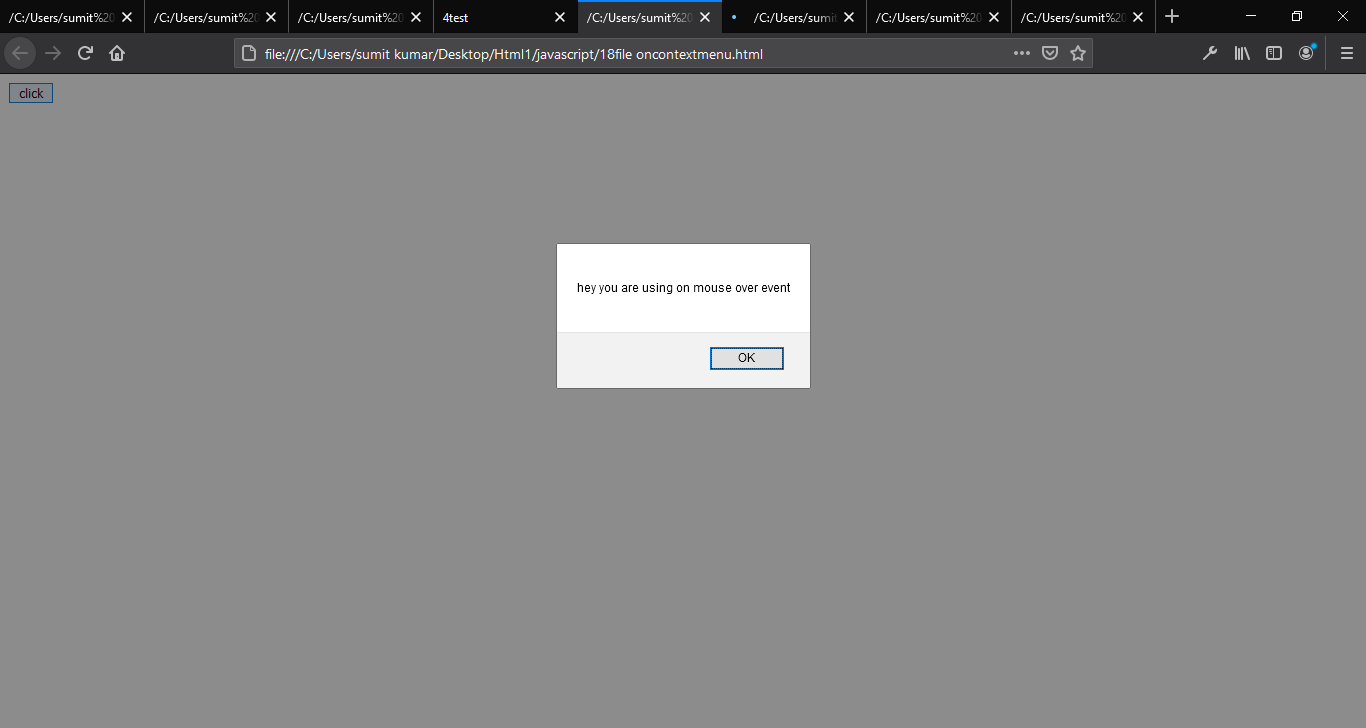 /C:/Users/sumit%20
/C:/Users/sumit%20
/C:/Users/sumit%20
4test
/C:/Users/sumit%20
/C:/Users/sumit
/C:/Users/sumit%20
/C:/Users/sumit%20
file:///C:/Users/sumit kumar/Desktop/Html1/javascript/18file oncontextmenu.html
click
hey you are using on mouse over event
OK